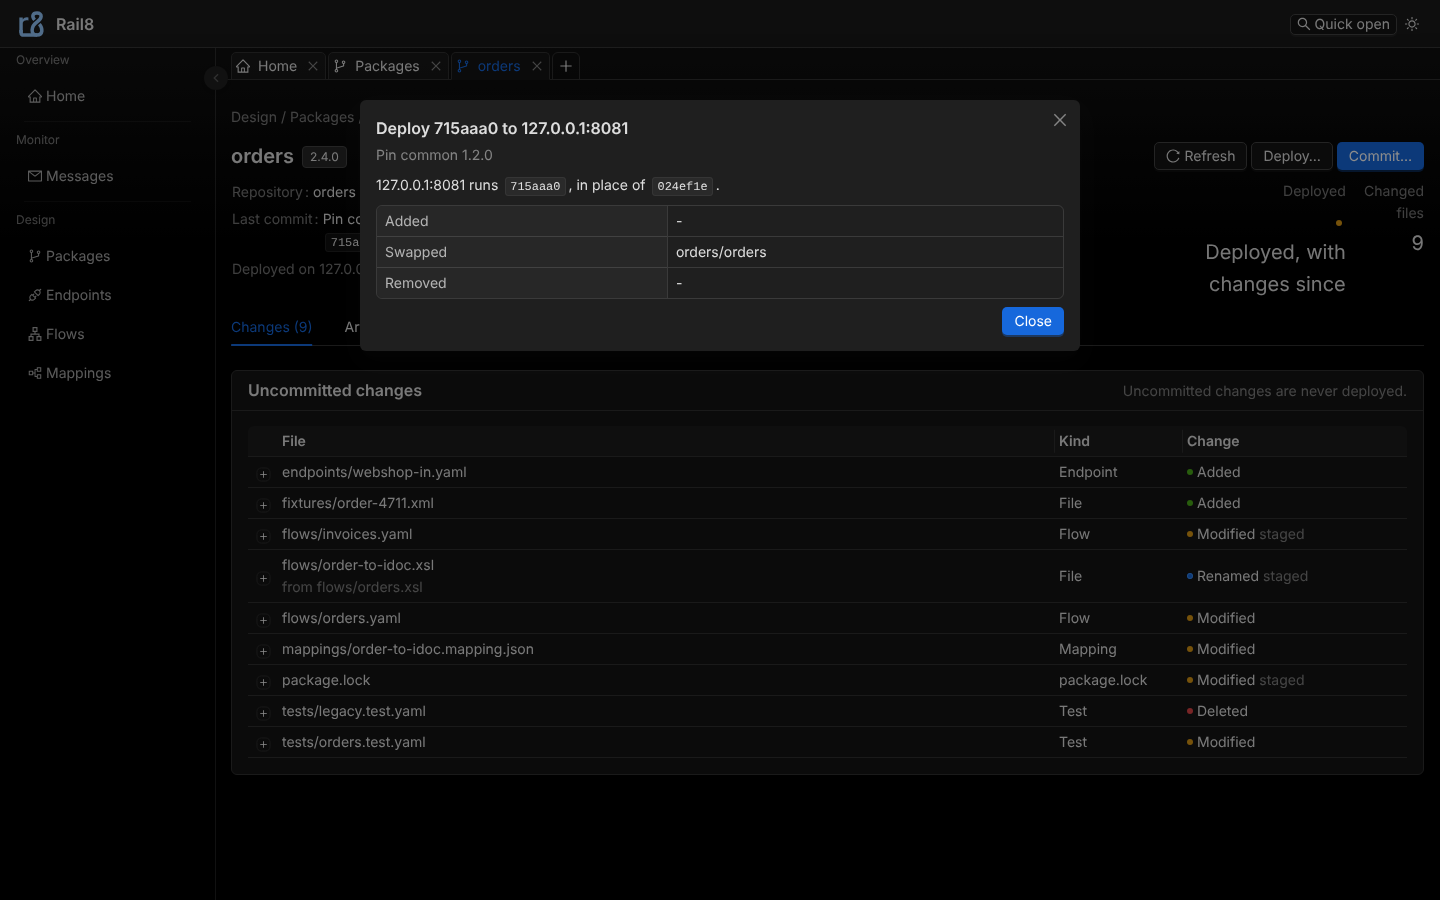 Rail8
Quick open
Overview
Home
Monitor
Messages
Design
Packages
Endpoints
Flows
Mappings
Home
Packages
orders
Design / Packages /
orders 2.4.0
Refresh
Deploy...
Commit...
Repository: orders
Last commit: Pin co
715aa
Deployed on 127.0.0
Deployed
Deployed, with
changes since
Changed
files
9
Changes (9)
Ar
Deploy 715aaa0 to 127.0.0.1:8081
Pin common 1.2.0
127.0.0.1:8081 runs 715aaa0, in place of 024ef1e.
Added -
Swapped orders/orders
Removed -
Close
Uncommitted changes
Uncommitted changes are never deployed.
File Kind Change
endpoints/webshop-in.yaml Endpoint Added
fixtures/order-4711.xml File Added
flows/invoices.yaml Flow Modified staged
flows/order-to-idoc.xsl
from flows/orders.xsl
File Renamed staged
flows/orders.yaml Flow Modified
mappings/order-to-idoc.mapping.json Mapping Modified
package.lock package.lock Modified staged
tests/legacy.test.yaml Test Deleted
tests/orders.test.yaml Test Modified